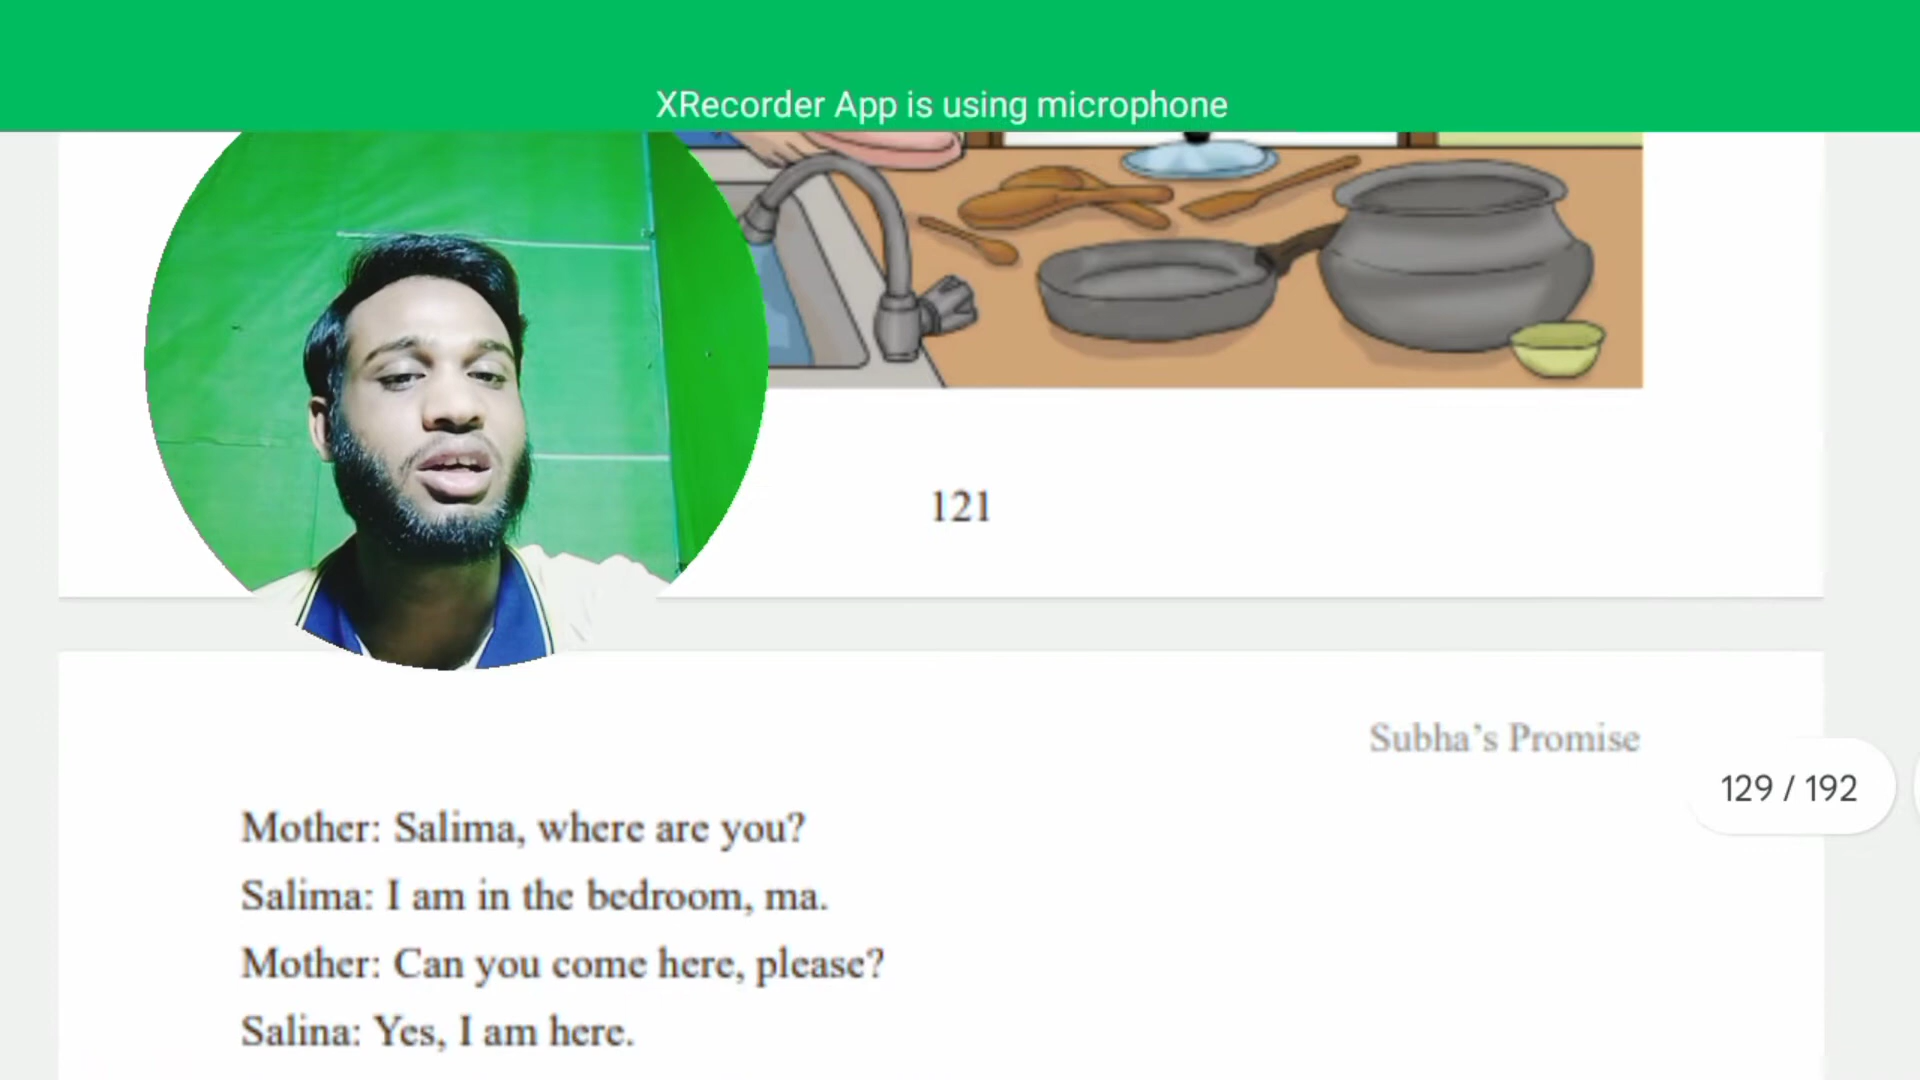 XRecorder App is using microphone
121
Subha's Promise
129 / 192
Mother: Salima, where are you?
Salima: I am in the bedroom, ma.
Mother: Can you come here, please?
Salina: Yes, I am here.